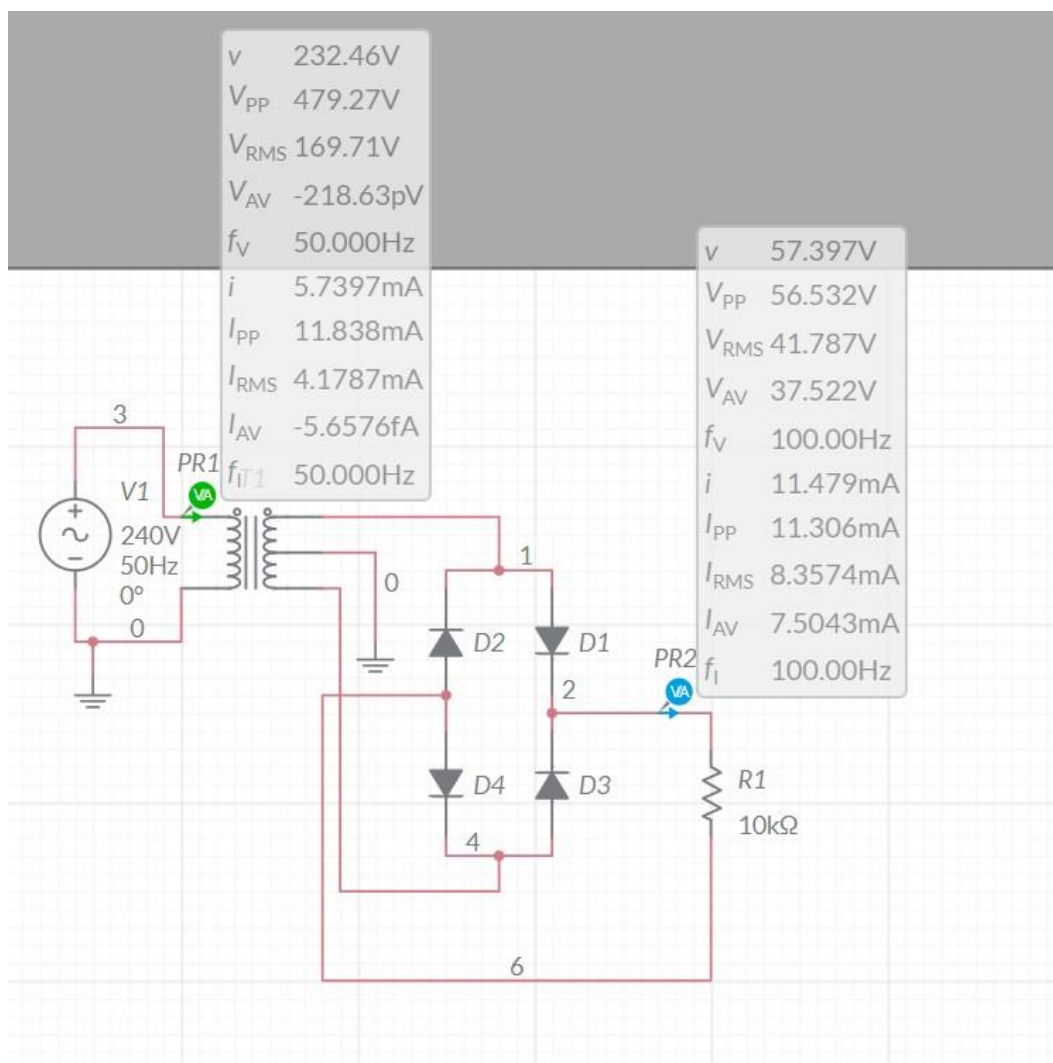 v 232.46V
VPP 479.27V
VRMS 169.71V
VAV -218.63pV
fV 50.000Hz
i 5.7397mA
IPP 11.838mA
IRMS 4.1787mA
IAV -5.6576fA
fI 50.000Hz
T1
v 57.397V
VPP 56.532V
VRMS 41.787V
VAV 37.522V
fV 100.00Hz
i 11.479mA
IPP 11.306mA
IRMS 8.3574mA
IAV 7.5043mA
fI 100.00Hz
3
PR1
VA
V1
240V
50Hz
0°
0
0
1
D2
D1
PR2
VA
2
D4
D3
R1
10kΩ
4
6